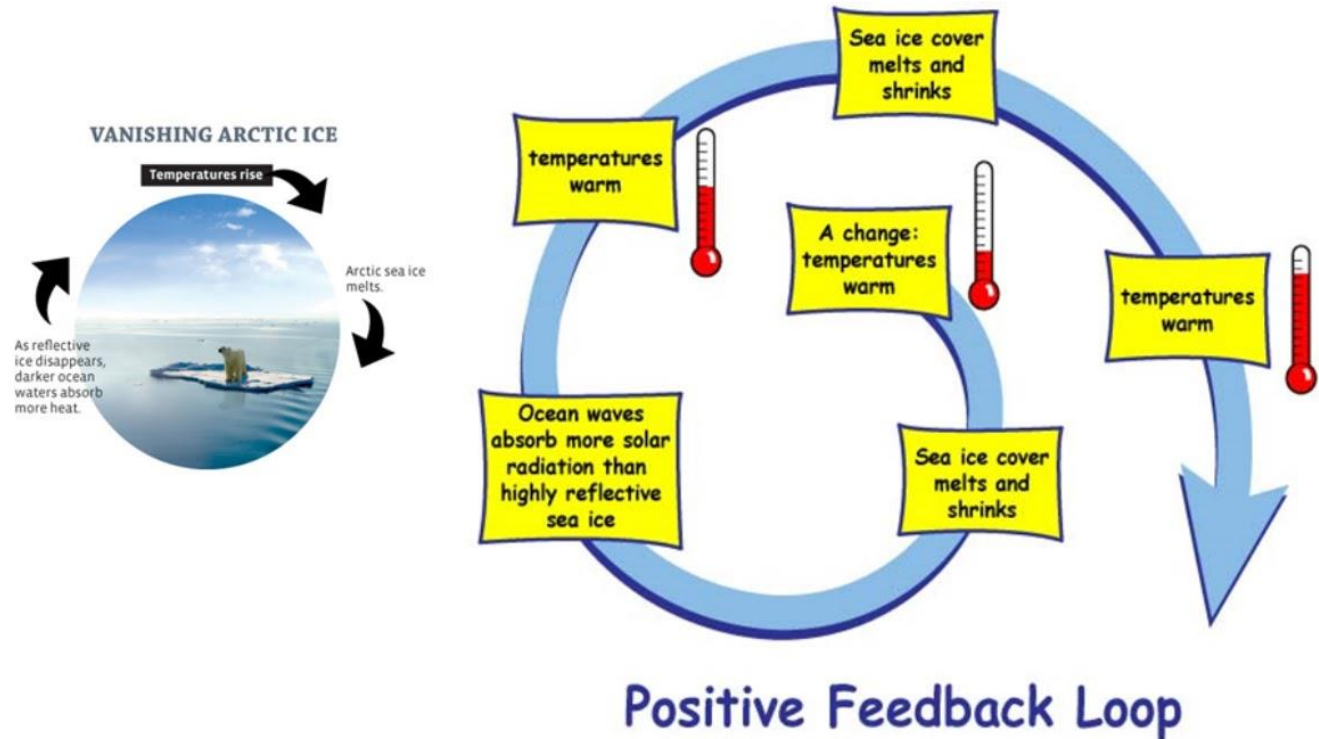 VANISHING ARCTIC ICE
Temperatures rise
Arctic sea ice
melts.
As reflective
ice disappears,
darker ocean
waters absorb
more heat.
A change:
temperatures
warm
Sea ice cover
melts and
shrinks
Ocean waves
absorb more solar
radiation than
highly reflective
sea ice
temperatures
warm
Sea ice cover
melts and
shrinks
temperatures
warm
Positive Feedback Loop